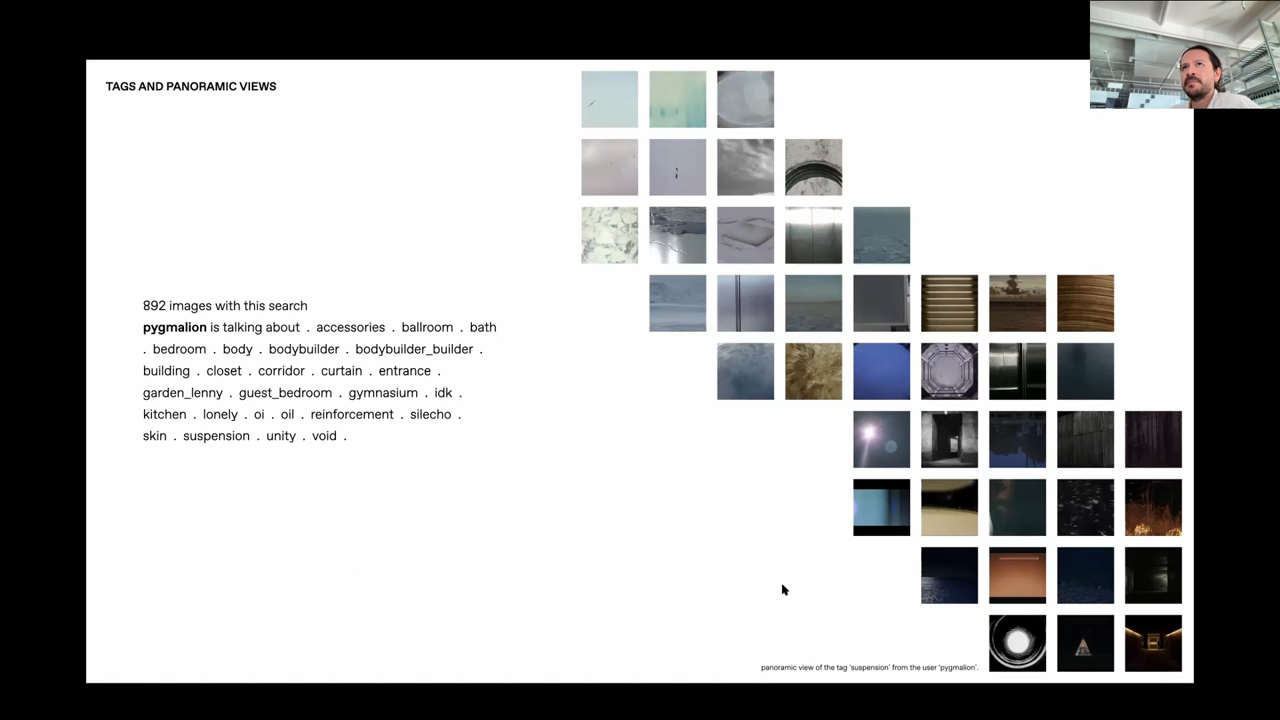 TAGS AND PANORAMIC VIEWS
892 images with this search
pygmalion is talking about . accessories . ballroom . bath
. bedroom . body . bodybuilder . bodybuilder_builder .
building . closet . corridor . curtain . entrance .
garden_lenny . guest_bedroom . gymnasium . idk .
kitchen . lonely . oi . oil . reinforcement . silecho .
skin . suspension . unity . void .
panoramic view of the tag 'suspension' from the user 'pygmalion'.